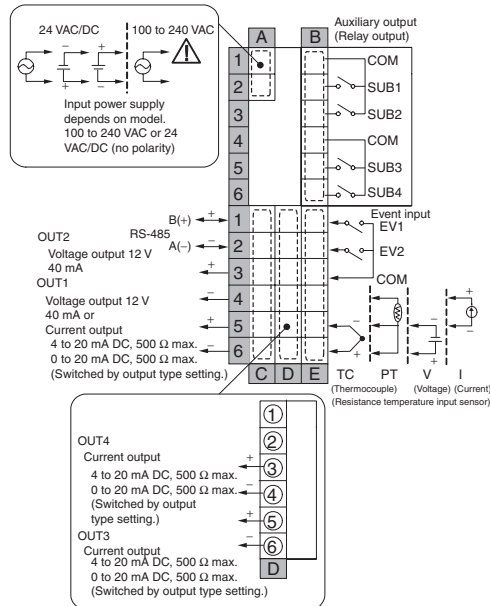 24 VAC/DC
100 to 240 VAC
Input power supply
depends on model.
100 to 240 VAC or 24
VAC/DC (no polarity)
A
B
Auxiliary output
(Relay output)
1
2
3
4
5
6
COM
SUB1
SUB2
COM
SUB3
SUB4
B(+)
RS-485
A(−)
OUT2
Voltage output 12 V
40 mA
OUT1
Voltage output 12 V
40 mA or
Current output
4 to 20 mA DC, 500 Ω max.
0 to 20 mA DC, 500 Ω max.
(Switched by output type setting.)
1
2
3
4
5
6
C
D
E
Event input
EV1
EV2
COM
TC
(Thermocouple)
PT
V
(Voltage)
I
(Current)
(Resistance temperature input sensor)
OUT4
Current output
4 to 20 mA DC, 500 Ω max.
0 to 20 mA DC, 500 Ω max.
(Switched by output
type setting.)
OUT3
Current output
4 to 20 mA DC, 500 Ω max.
0 to 20 mA DC, 500 Ω max.
(Switched by output type setting.)
1
2
3
4
5
6
D